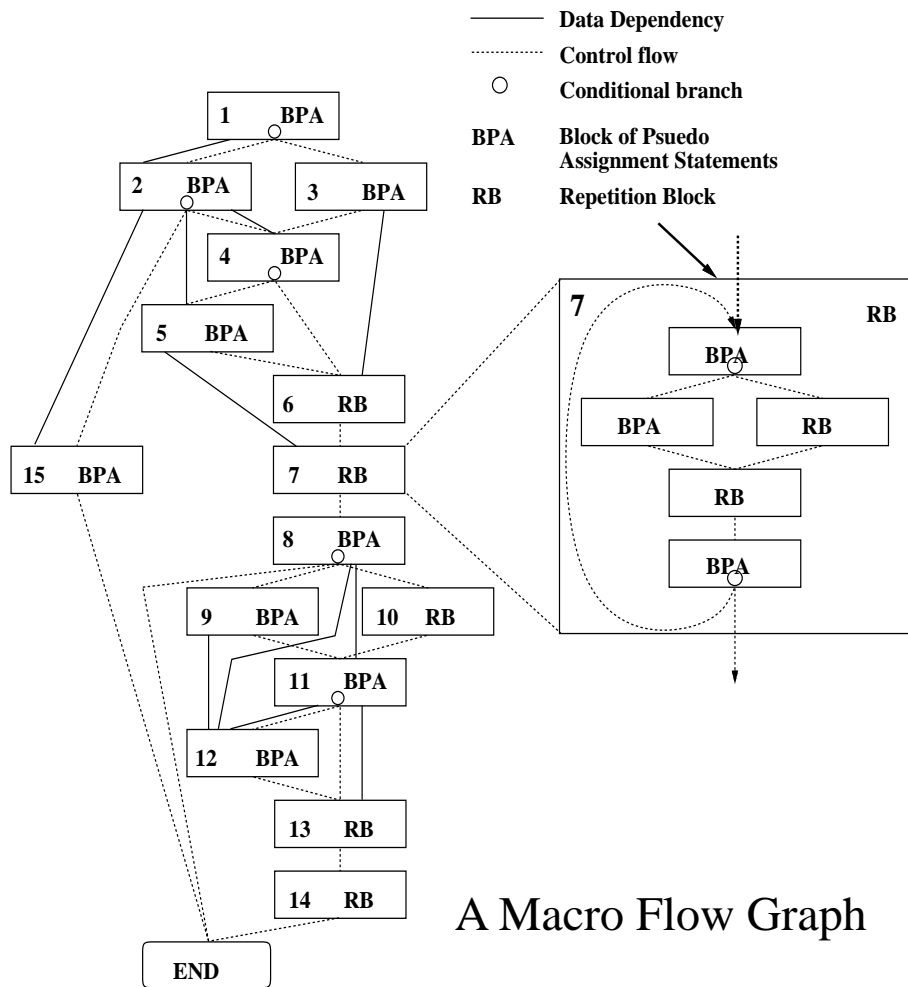 Data Dependency
Control flow
Conditional branch
BPA Block of Psuedo
Assignment Statements
RB Repetition Block
1 BPA
2 BPA
3 BPA
4 BPA
5 BPA
6 RB
15 BPA
7 RB
8 BPA
9 BPA
10 RB
11 BPA
12 BPA
13 RB
14 RB
END
7
RB
BPA
BPA
RB
RB
BPA
A Macro Flow Graph